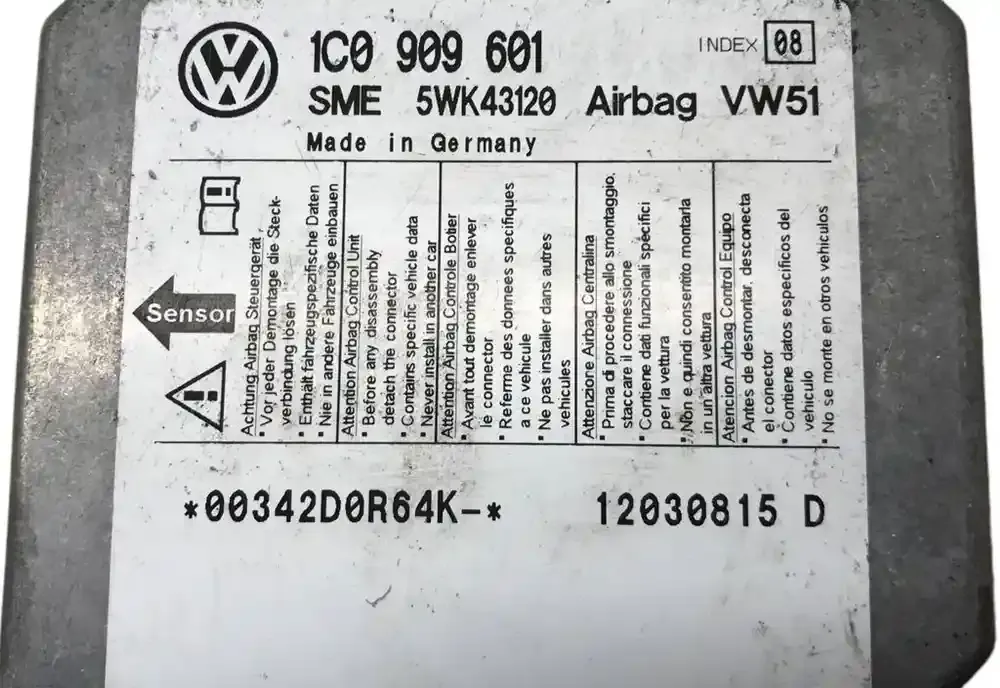 1C0 909 601 INDEX 08
SME 5WK43120 Airbag VW51
Made in Germany
Sensor
Achtung Airbag Steuergerät
• Vor jeder Demontage die Steck-
verbindung lösen
• Enthält fahrzeugspezifische Daten
• Nie in andere Fahrzeuge einbauen
Attention Airbag Control Unit
• Before any disassembly
detach the connector
• Contains specific vehicle data
• Never install in another car
Attention Airbag Controle Botier
• Avant tout demontage enlever
le connector
• Referme des donnees specifiques
a ce vehicule
• Ne pas installer dans autres
vehicules
Attenzione Airbag Centralina
• Prima di procedere allo smontaggio,
staccare il connessione
• Contiene dati funzionali specifici
per la vettura
• Non e quindi consentito montarla
in un'altra vettura
Atencion Airbag Control Equipo
• Antes de desmontar, desconecta
el conector
• Contiene datos especificos del
vehiculo
• No se monte en otros vehiculos
*00342D0R64K-* 12030815 D